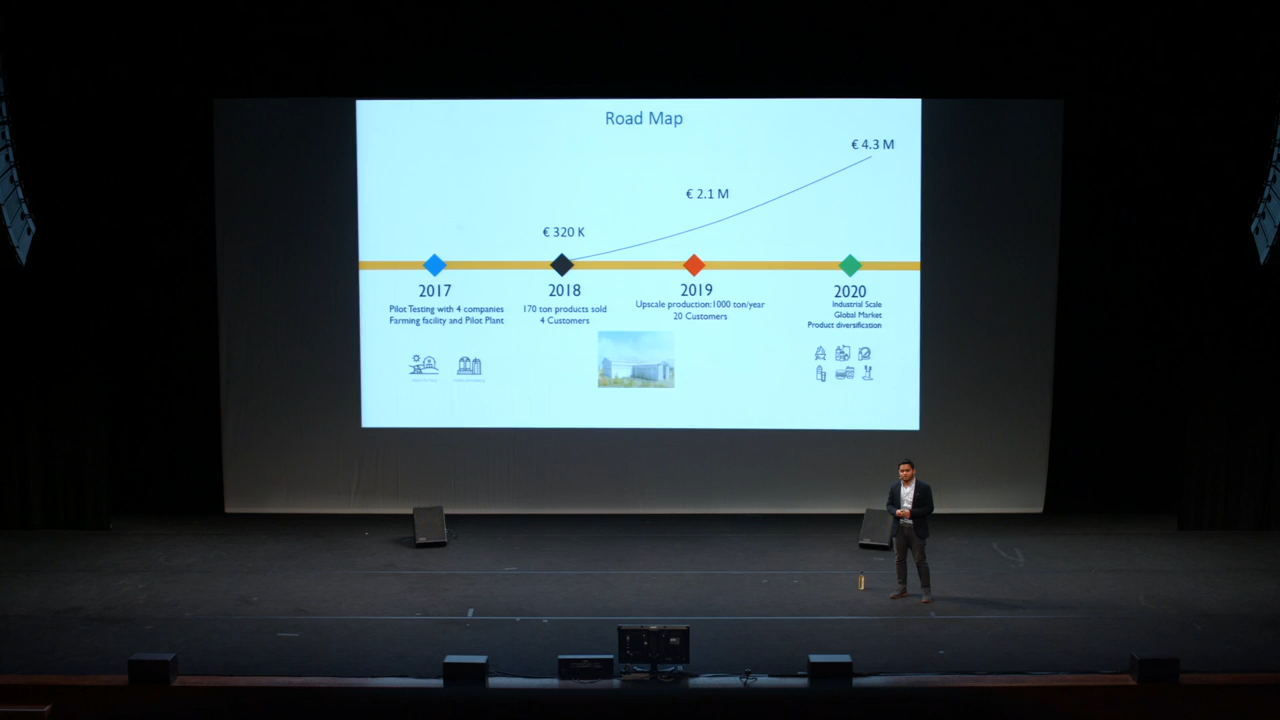 Road Map
€ 4.3 M
€ 2.1 M
€ 320 K
2017
Pilot Testing with 4 companies
Farming facility and Pilot Plant
2018
170 ton products sold
4 Customers
2019
Upscale production:1000 ton/year
20 Customers
2020
Industrial Scale
Global Market
Product diversification